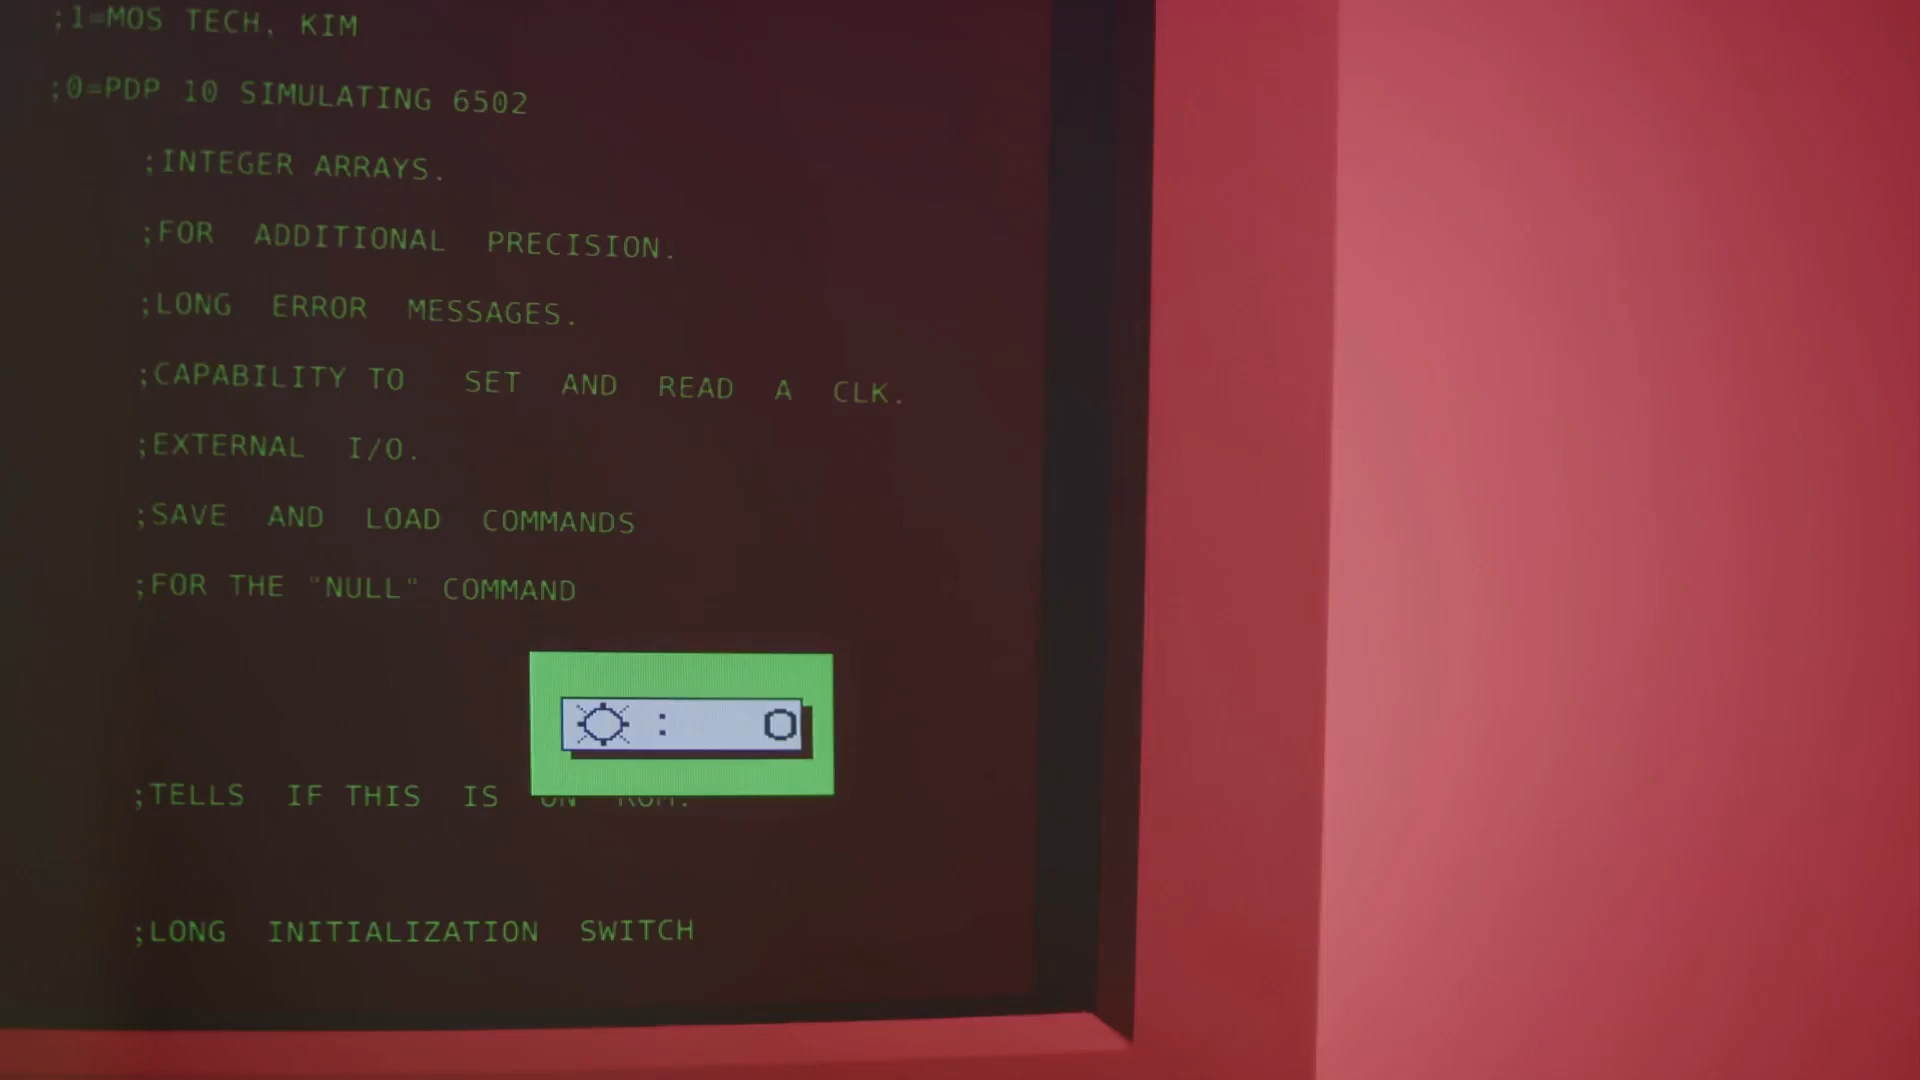 ;1=MOS TECH, KIM
;0=PDP 10 SIMULATING 6502
;INTEGER ARRAYS.
;FOR ADDITIONAL PRECISION.
;LONG ERROR MESSAGES.
;CAPABILITY TO SET AND READ A CLK.
;EXTERNAL I/O.
;SAVE AND LOAD COMMANDS
;FOR THE "NULL" COMMAND
: 0
;TELLS IF THIS IS ON ROM.
;LONG INITIALIZATION SWITCH